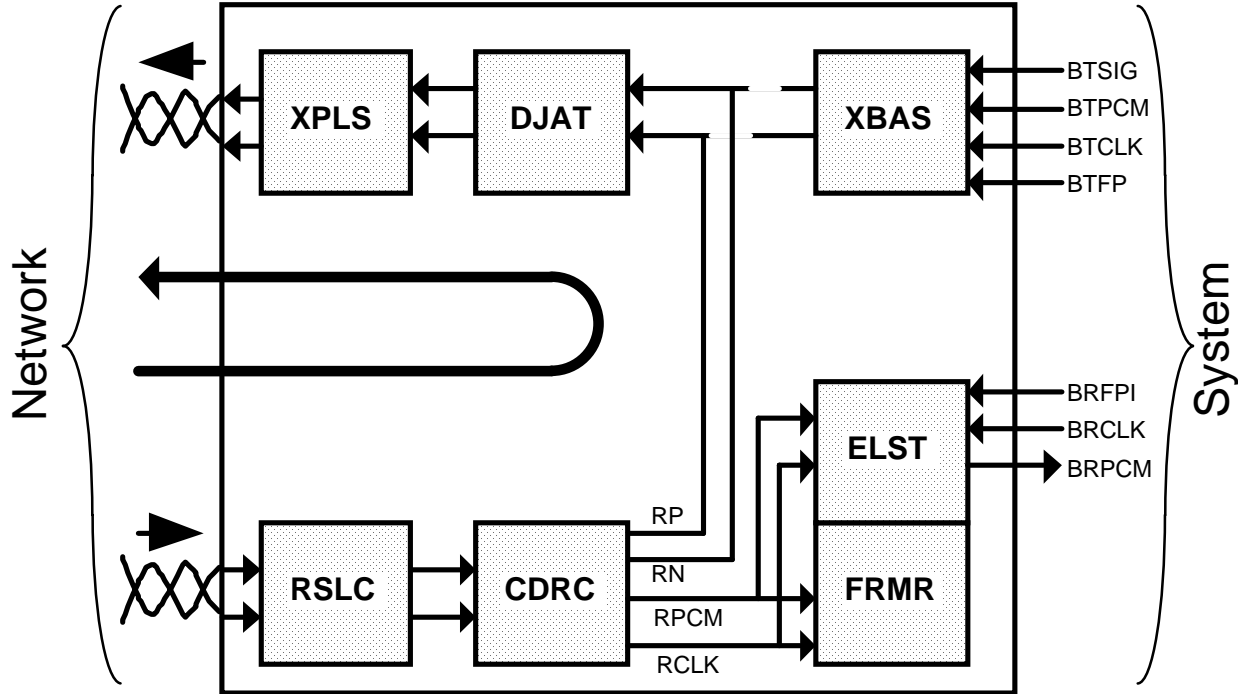 XPLS
DJAT
XBAS
BTSIG
BTPCM
BTCLK
BTFP
Network
System
BRFPI
BRCLK
BRPCM
ELST
RP
RN
RPCM
RCLK
RSLC
CDRC
FRMR